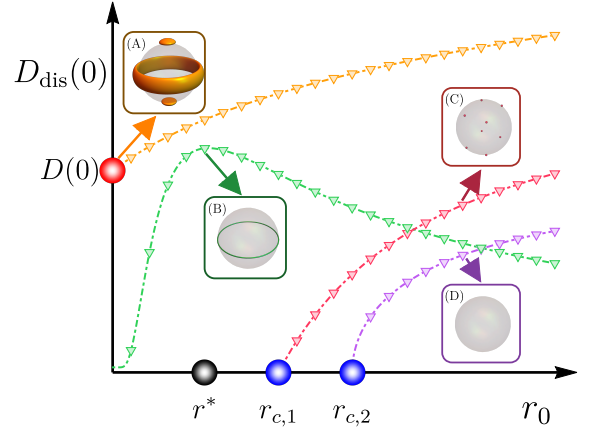 (A)
D_dis(0)
(C)
D(0)
(B)
(D)
r* r_c,1 r_c,2 r_0